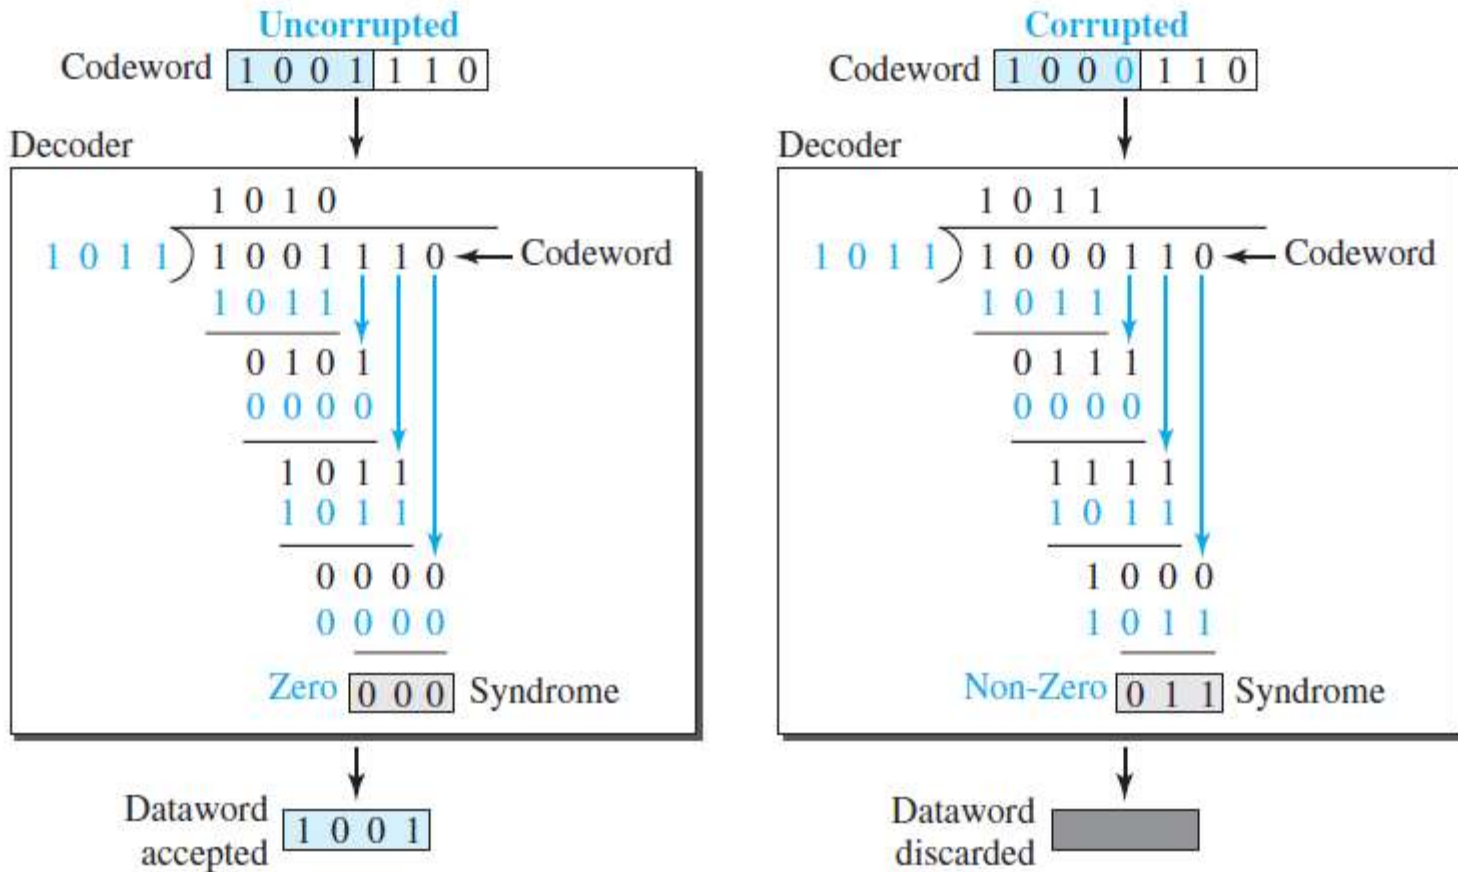 Uncorrupted
Codeword 1 0 0 1 1 1 0
Decoder
1 0 1 0
1 0 1 1 ) 1 0 0 1 1 1 0 Codeword
1 0 1 1
0 1 0 1
0 0 0 0
1 0 1 1
1 0 1 1
0 0 0 0
0 0 0 0
Zero 0 0 0 Syndrome
Dataword
accepted
1 0 0 1
Corrupted
Codeword 1 0 0 0 1 1 0
Decoder
1 0 1 1
1 0 1 1 ) 1 0 0 0 1 1 0 Codeword
1 0 1 1
0 1 1 1
0 0 0 0
1 1 1 1
1 0 1 1
1 0 0 0
1 0 1 1
Non-Zero 0 1 1 Syndrome
Dataword
discarded